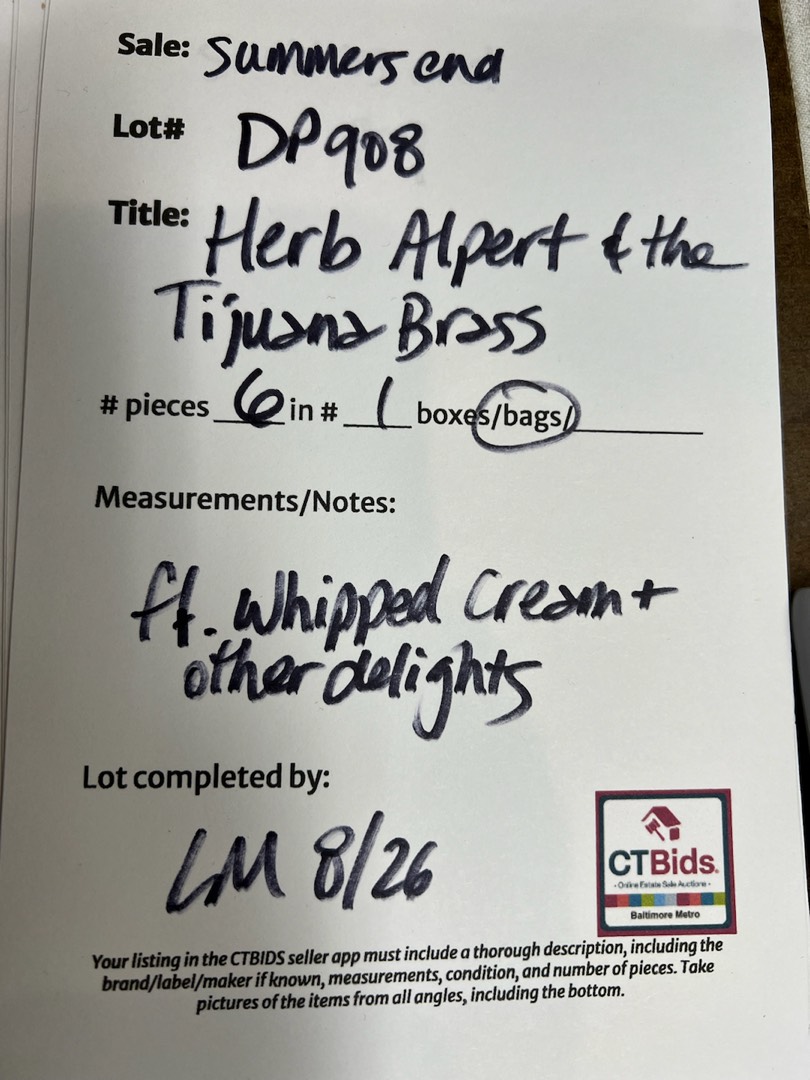 Sale: Summers end
Lot# DP908
Title: Herb Alpert & the
Tijuana Brass
# pieces 6 in # 1 boxes/bags/
Measurements/Notes:
ft. Whipped Cream +
other delights
Lot completed by:
LM 8/26
CTBids.
- Online Estate Sale Auctions -
Baltimore Metro
Your listing in the CTBIDS seller app must include a thorough description, including the
brand/label/maker if known, measurements, condition, and number of pieces. Take
pictures of the items from all angles, including the bottom.